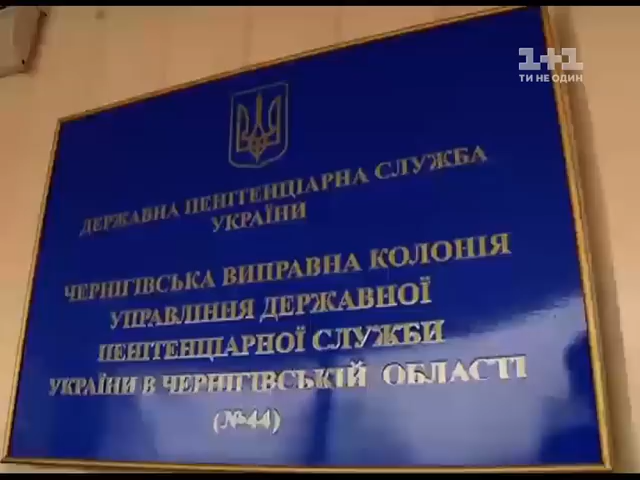 1+1
ТИ НЕ ОДИН
ДЕРЖАВНА ПЕНІТЕНЦІАРНА СЛУЖБА
УКРАЇНИ
ЧЕРНІГІВСЬКА ВИПРАВНА КОЛОНІЯ
УПРАВЛІННЯ ДЕРЖАВНОЇ
ПЕНІТЕНЦІАРНОЇ СЛУЖБИ
УКРАЇНИ В ЧЕРНІГІВСЬКІЙ ОБЛАСТІ
(№44)